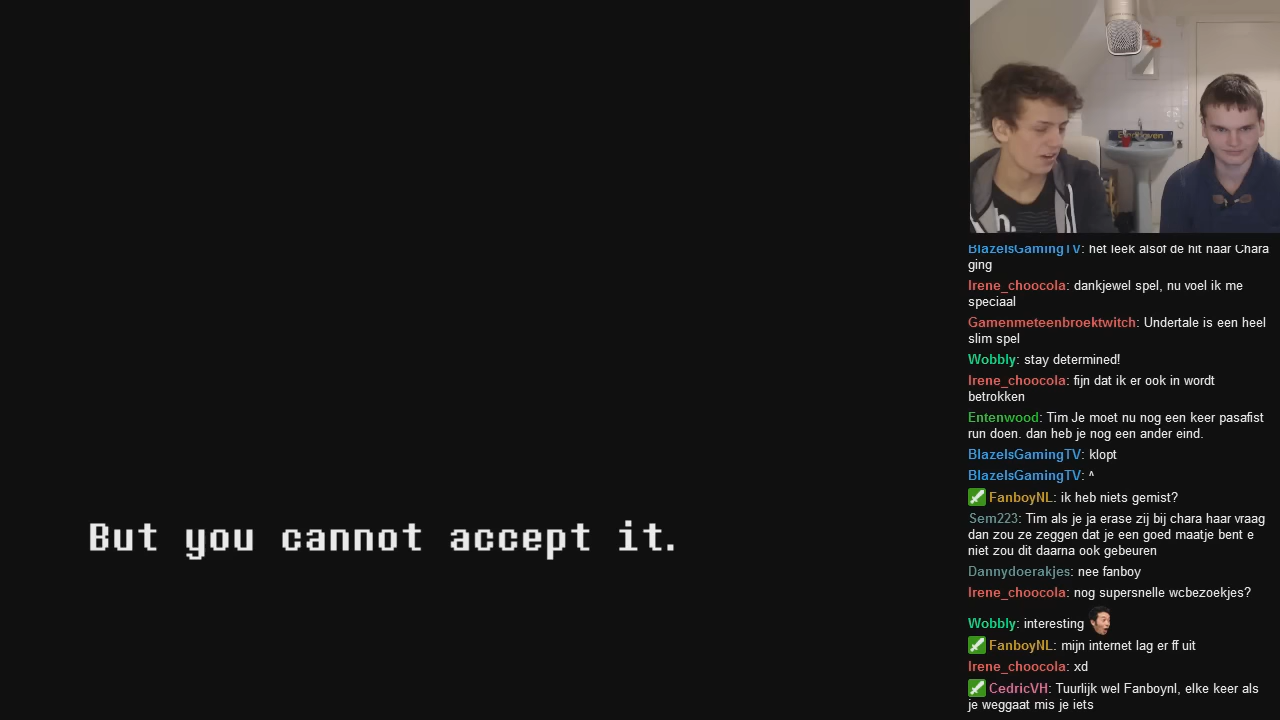 But you cannot accept it.
BlazeIsGamingTV: het leek alsof de hit naar Chara
ging
Irene_choocola: dankjewel spel, nu voel ik me
speciaal
Gamenmeteenbroektwitch: Undertale is een heel
slim spel
Wobbly: stay determined!
Irene_choocola: fijn dat ik er ook in wordt
betrokken
Entenwood: Tim Je moet nu nog een keer pasafist
run doen. dan heb je nog een ander eind.
BlazeIsGamingTV: klopt
BlazeIsGamingTV: ^
FanboyNL: ik heb niets gemist?
Sem223: Tim als je ja erase zij bij chara haar vraag
dan zou ze zeggen dat je een goed maatje bent e
niet zou dit daarna ook gebeuren
Dannydoerakjes: nee fanboy
Irene_choocola: nog supersnelle wcbezoekjes?
Wobbly: interesting
FanboyNL: mijn internet lag er ff uit
Irene_choocola: xd
CedricVH: Tuurlijk wel Fanboynl, elke keer als
je weggaat mis je iets